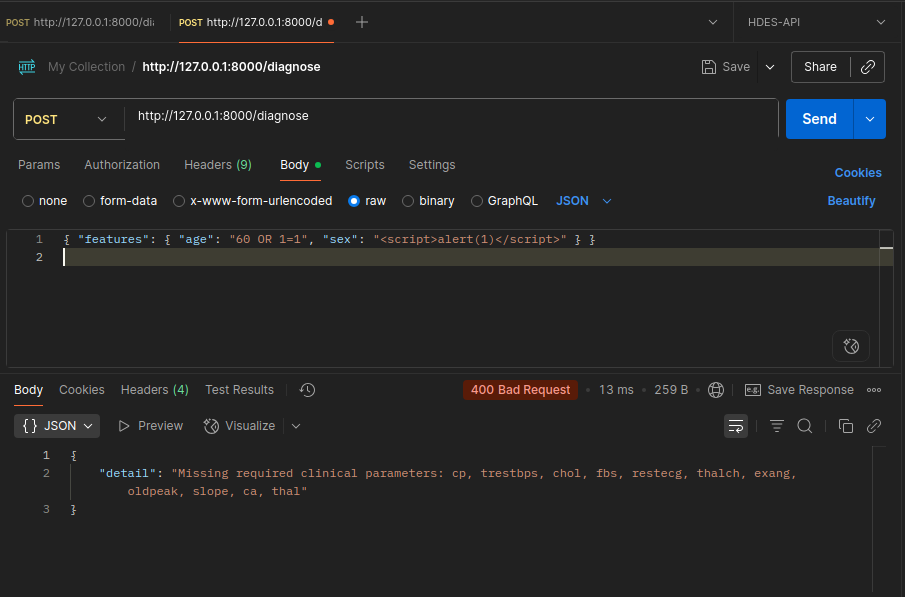 POST http://127.0.0.1:8000/dia
POST http://127.0.0.1:8000/d
HDES-API
HTTP My Collection / http://127.0.0.1:8000/diagnose
Save
Share
POST
http://127.0.0.1:8000/diagnose
Send
Params Authorization Headers (9) Body Scripts Settings
Cookies
none form-data x-www-form-urlencoded raw binary GraphQL JSON
Beautify
1 { "features": { "age": "60 OR 1=1", "sex": "<script>alert(1)</script>" } }
2
Body Cookies Headers (4) Test Results
400 Bad Request • 13 ms • 259 B
e.g. Save Response
{} JSON Preview Visualize
1 {
2 "detail": "Missing required clinical parameters: cp, trestbps, chol, fbs, restecg, thalch, exang,
oldpeak, slope, ca, thal"
3 }